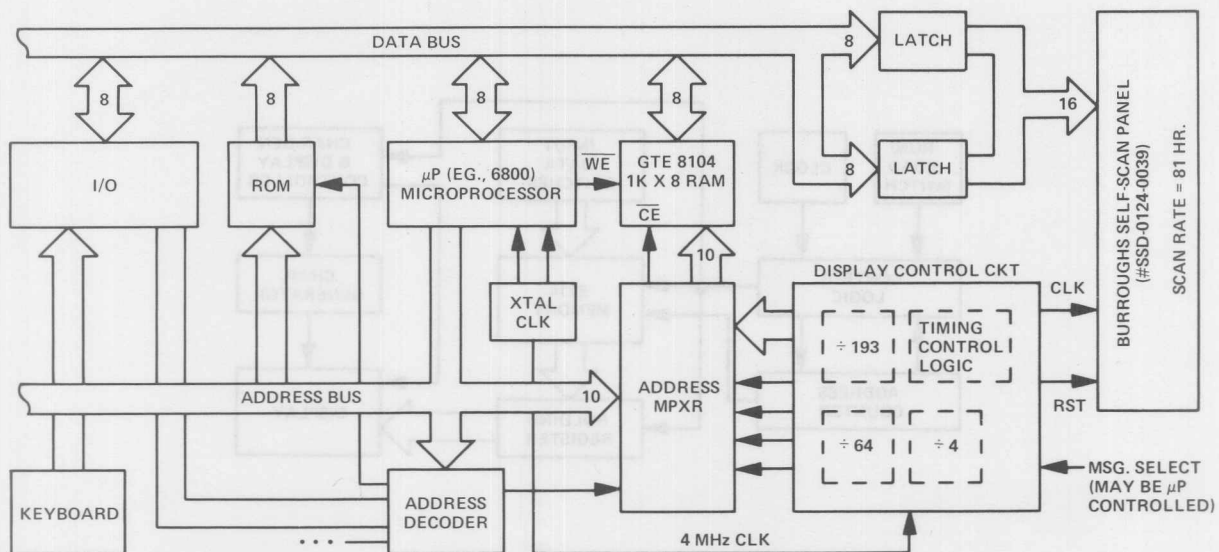 DATA BUS
8
8
8
8
8
LATCH
8
LATCH
16
BURROUGHS SELF-SCAN PANEL
(#SSD-0124-0039)
SCAN RATE = 81 HR.
I/O
ROM
μP (EG., 6800)
MICROPROCESSOR
WE
GTE 8104
1K X 8 RAM
CE
10
XTAL
CLK
DISPLAY CONTROL CKT
÷ 193
TIMING
CONTROL
LOGIC
÷ 64
÷ 4
CLK
RST
ADDRESS
MPXR
ADDRESS BUS
10
KEYBOARD
ADDRESS
DECODER
4 MHz CLK
MSG. SELECT
(MAY BE μP
CONTROLLED)